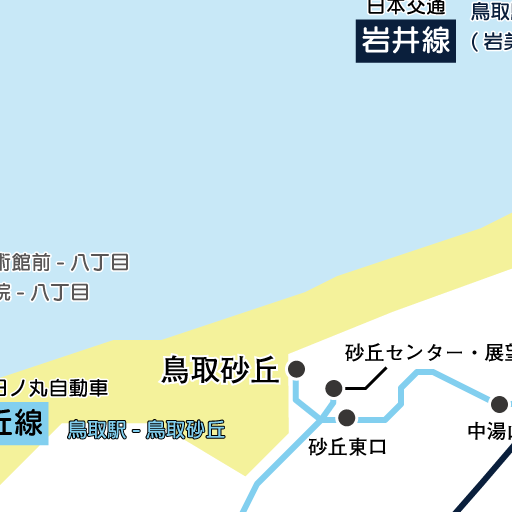 日本交通
岩井線
鳥取
(岩美
術館前 - 八丁目
院 - 八丁目
砂丘センター・展望
鳥取砂丘
日ノ丸自動車
丘線
鳥取駅 - 鳥取砂丘
中湯山
砂丘東口